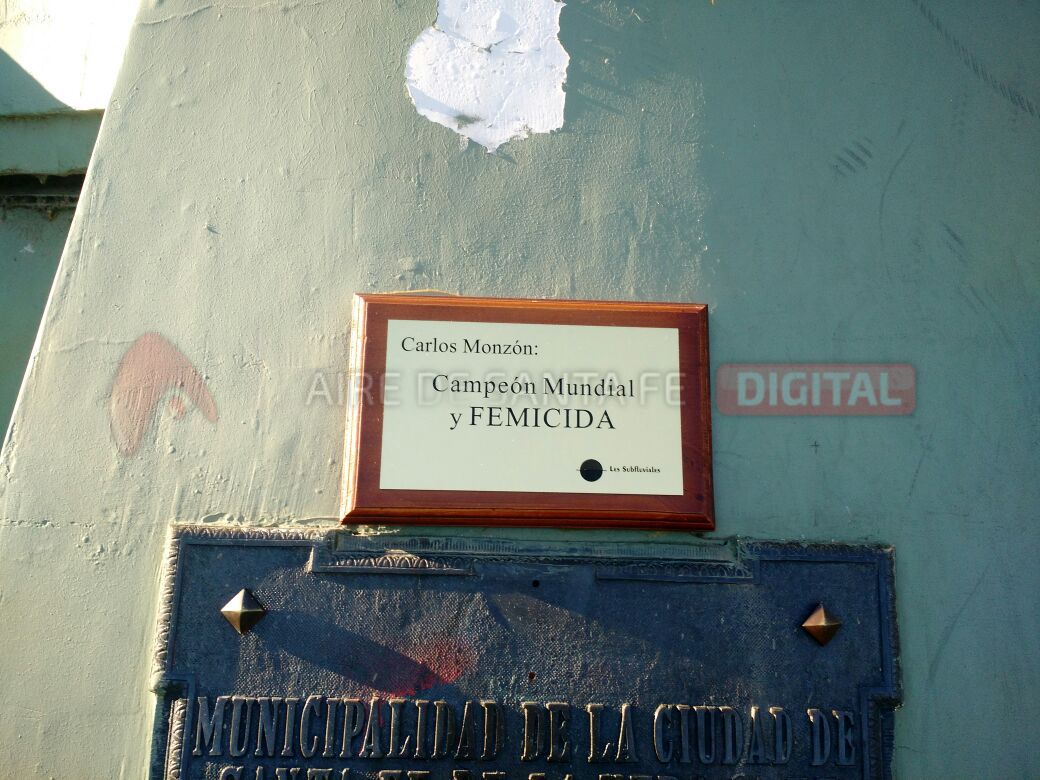 Carlos Monzón:
Campeón Mundial
y FEMICIDA
Les Subfluviales
AIRE DE SANTA FE DIGITAL
MUNICIPALIDAD DE LA CIUDAD DE